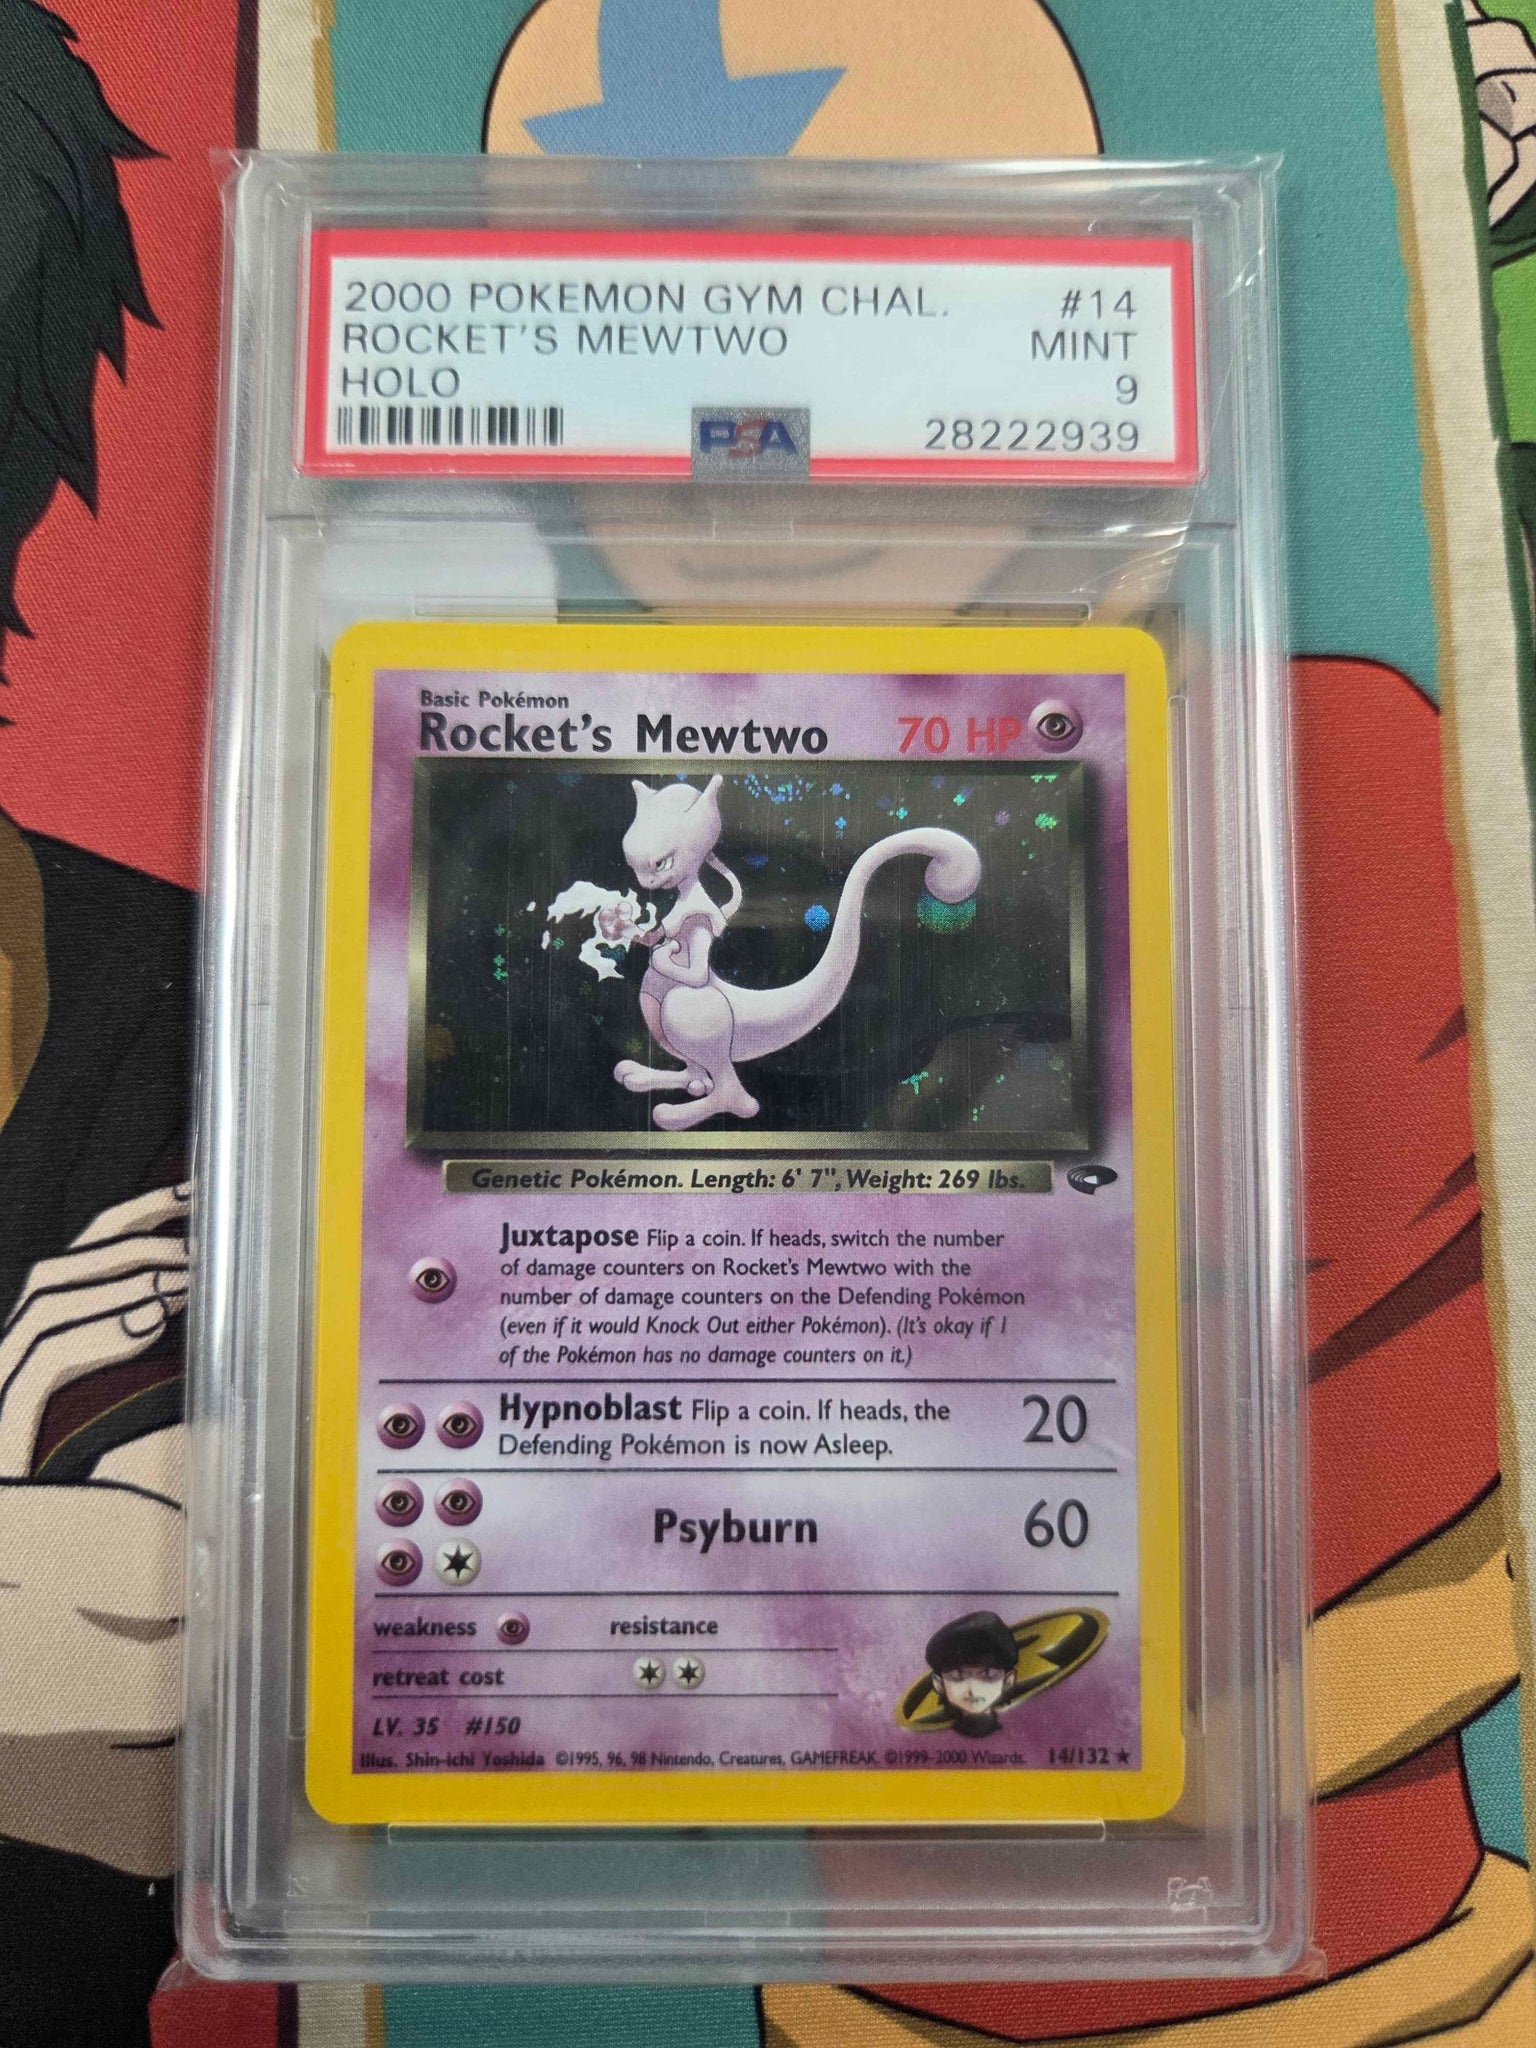 2000 POKEMON GYM CHAL. #14
ROCKET'S MEWTWO MINT
HOLO 9
PSA 28222939
Basic Pokémon
Rocket's Mewtwo 70 HP
Genetic Pokémon. Length: 6' 7", Weight: 269 lbs.
Juxtapose Flip a coin. If heads, switch the number
of damage counters on Rocket's Mewtwo with the
number of damage counters on the Defending Pokémon
(even if it would Knock Out either Pokémon). (It's okay if 1
of the Pokémon has no damage counters on it.)
Hypnoblast Flip a coin. If heads, the 20
Defending Pokémon is now Asleep.
Psyburn 60
weakness resistance
retreat cost
LV. 35 #150
Illus. Shin-ichi Yoshida ©1995, 96, 98 Nintendo, Creatures, GAMEFREAK. ©1999-2000 Wizards. 14/132 ★
PSA